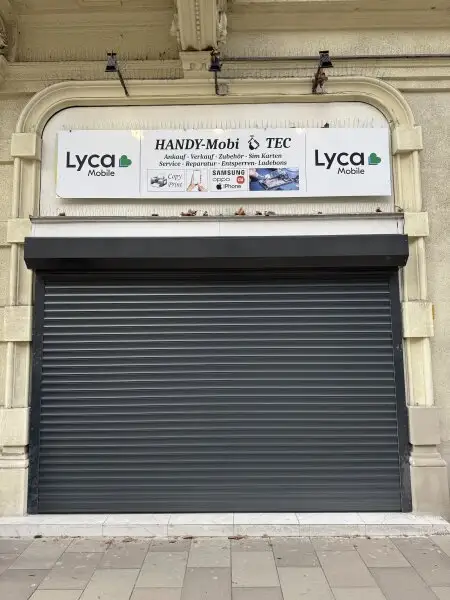 Lyca
Mobile
HANDY-Mobi TEC
Ankauf - Verkauf - Zubehör - Sim Karten
Service - Reparatur - Entsperren - Ladebons
Copy
Print
SAMSUNG
oppo
iPhone
Lyca
Mobile